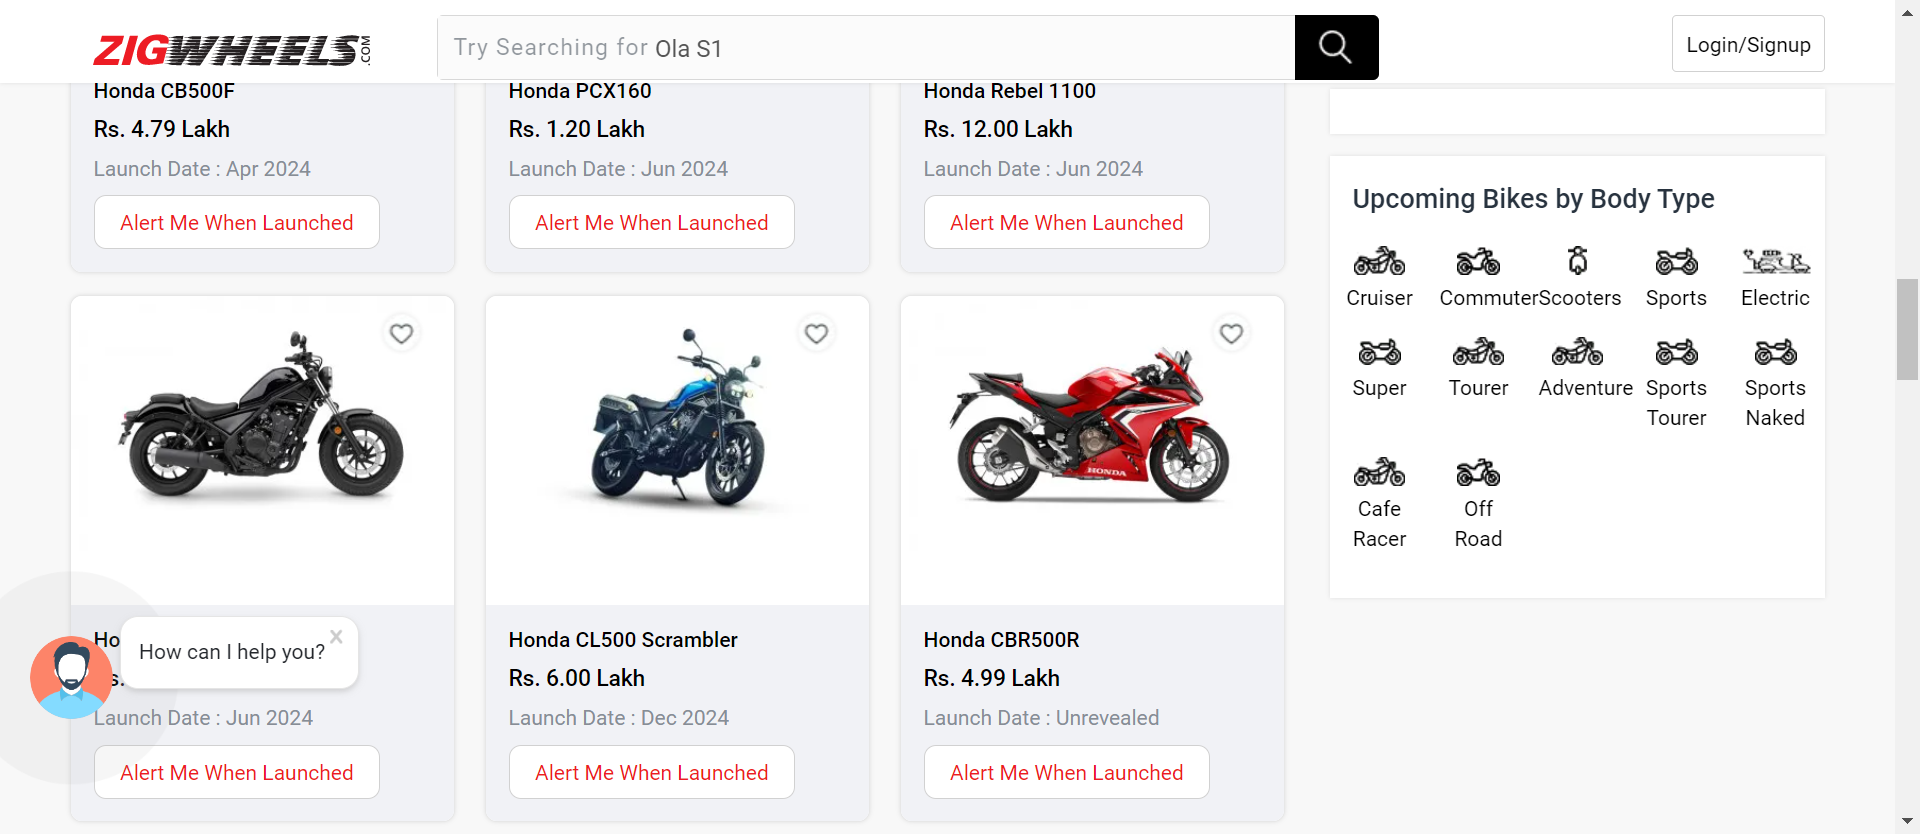 ZIGWHEELS.COM
Try Searching for Ola S1
Login/Signup
Honda CB500F
Rs. 4.79 Lakh
Launch Date : Apr 2024
Alert Me When Launched
Honda PCX160
Rs. 1.20 Lakh
Launch Date : Jun 2024
Alert Me When Launched
Honda Rebel 1100
Rs. 12.00 Lakh
Launch Date : Jun 2024
Alert Me When Launched
Launch Date : Jun 2024
Alert Me When Launched
HONDA
Honda CL500 Scrambler
Rs. 6.00 Lakh
Launch Date : Dec 2024
Alert Me When Launched
Honda CBR500R
Rs. 4.99 Lakh
Launch Date : Unrevealed
Alert Me When Launched
How can I help you?
X
Upcoming Bikes by Body Type
Cruiser
Commuter
Scooters
Sports
Electric
Super
Tourer
Adventure
Sports
Tourer
Sports
Naked
Cafe
Racer
Off
Road